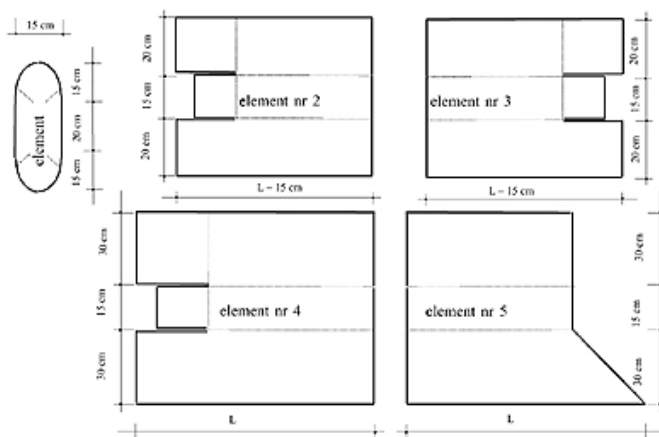 15 cm
15 cm
20 cm
15 cm
element
20 cm
15 cm
20 cm
element nr 2
L – 15 cm
element nr 3
20 cm
15 cm
20 cm
L – 15 cm
30 cm
15 cm
30 cm
element nr 4
L
element nr 5
30 cm
15 cm
30 cm
L